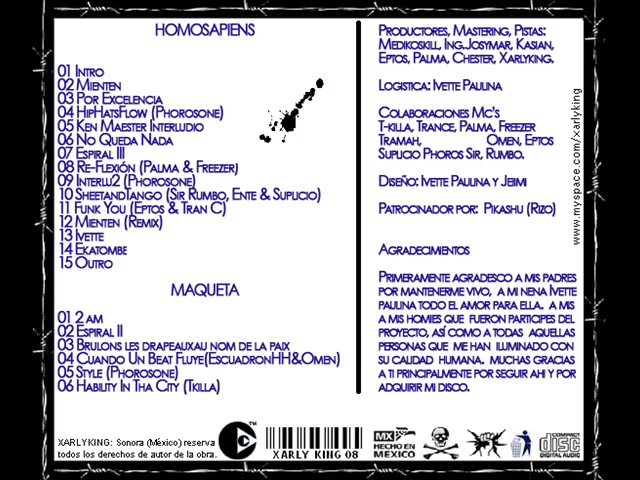 HOMOSAPIENS
01 INTRO
02 MIENTEN
03 POR EXCELENCIA
04 HIPHATSFLOW (PHOROSONE)
05 KEN MAESTER INTERLUDIO
06 NO QUEDA NADA
07 ESPIRAL III
08 RE-FLEXIÓN (PALMA & FREEZER)
09 INTERLU2 (PHOROSONE)
10 SHEETANDTANGO (SIR RUMBO, ENTE & SUPLICIO)
11 FUNK YOU (EPTOS & TRAN C)
12 MIENTEN (REMIX)
13 IVETTE
14 EKATOMBE
15 OUTRO
MAQUETA
01 2 AM
02 ESPIRAL II
03 BRULONS LES DRAPEAUXAU NOM DE LA PAIX
04 CUANDO UN BEAT FLUYE(ESCUADRONHH&OMEN)
05 STYLE (PHOROSONE)
06 HABILITY IN THA CITY (TKILLA)
PRODUCTORES, MASTERING, PISTAS:
MEDIKOSKILL, ING.JOSYMAR, KASIAN,
EPTOS, PALMA, CHESTER, XARLYKING.
LOGISTICA: IVETTE PAULINA
COLABORACIONES MC'S
T-KILLA, TRANCE, PALMA, FREEZER
TRAMAH, OMEN, EPTOS
SUPLICIO PHOROS SIR, RUMBO.
DISEÑO: IVETTE PAULINA Y JEIIMI
PATROCINADOR POR: PIKASHU (RIZO)
AGRADECIMIENTOS
PRIMERAMENTE AGRADESCO A MIS PADRES
POR MANTENERME VIVO, A MI NENA IVETTE
PAULINA TODO EL AMOR PARA ELLA. A MIS
A MIS HOMIES QUE FUERON PARTICIPES DEL
PROYECTO, ASÍ COMO A TODAS AQUELLAS
PERSONAS QUE ME HAN ILUMINADO CON
SU CALIDAD HUMANA. MUCHAS GRACIAS
A TI PRINCIPALMENTE POR SEGUIR AHI Y POR
ADQUIRIR MI DISCO.
www.myspace.com/xarlyking
XARLYKING: Sonora (México) reserva
todos los derechos de autor de la obra.
TM
XARLY KING 08
MX
HECHO EN
MEXICO
COMPACT
disc
DIGITAL AUDIO